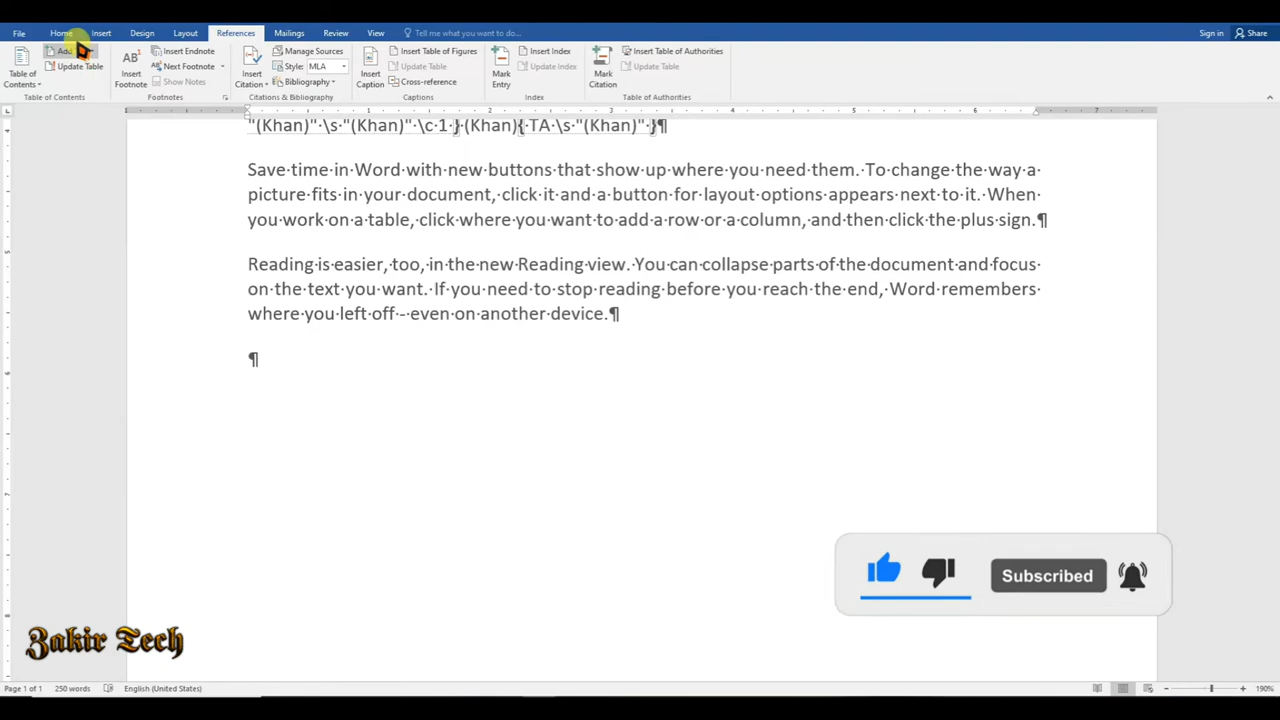 File Home Insert Design Layout References Mailings Review View Tell me what you want to do... Sign in Share
Add
Table of Contents
Update Table
Table of Contents
AB¹
Insert Footnote
Insert Endnote
Next Footnote
Show Notes
Footnotes
Insert Citation
Manage Sources
Style: MLA
Bibliography
Citations & Bibliography
Insert Caption
Insert Table of Figures
Update Table
Cross-reference
Captions
Mark Entry
Insert Index
Update Index
Index
Mark Citation
Insert Table of Authorities
Update Table
Table of Authorities
1 1 2 3 4 5 6 7
"(Khan)"·\s·"(Khan)"·\c·1·}·(Khan){·TA·\s·"(Khan)"·}¶
Save·time·in·Word·with·new·buttons·that·show·up·where·you·need·them.·To·change·the·way·a·
picture·fits·in·your·document,·click·it·and·a·button·for·layout·options·appears·next·to·it.·When·
you·work·on·a·table,·click·where·you·want·to·add·a·row·or·a·column,·and·then·click·the·plus·sign.¶
Reading·is·easier,·too,·in·the·new·Reading·view.·You·can·collapse·parts·of·the·document·and·focus·
on·the·text·you·want.·If·you·need·to·stop·reading·before·you·reach·the·end,·Word·remembers·
where·you·left·off·-·even·on·another·device.¶
¶
Subscribed
Zakir Tech
Page 1 of 1 250 words English (United States) 190%